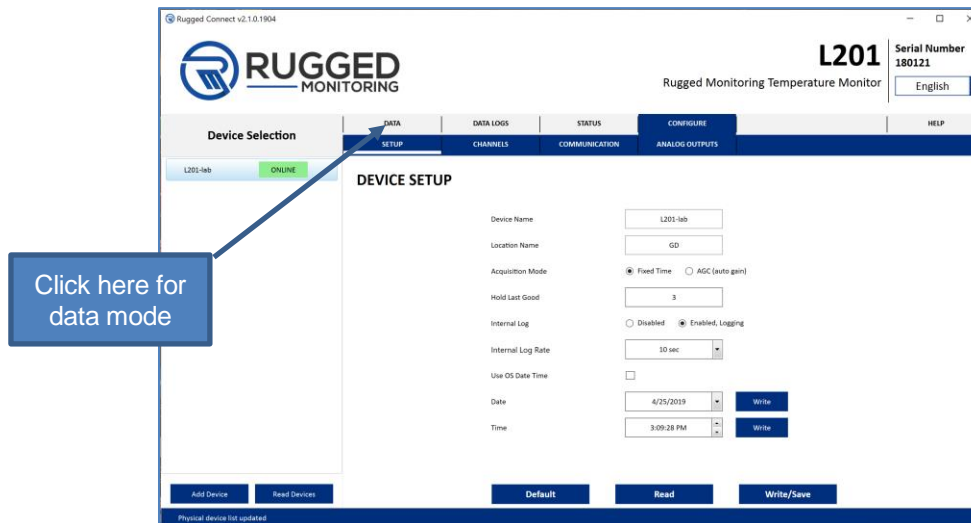 Rugged Connect v2.1.0.1904
RUGGED
MONITORING
L201
Rugged Monitoring Temperature Monitor
Serial Number
180121
English
Device Selection
DATA DATA LOGS STATUS CONFIGURE HELP
SETUP CHANNELS COMMUNICATION ANALOG OUTPUTS
L201-lab ONLINE
DEVICE SETUP
Device Name L201-lab
Location Name GD
Acquisition Mode Fixed Time AGC (auto gain)
Hold Last Good 3
Internal Log Disabled Enabled, Logging
Internal Log Rate 10 sec
Use OS Date Time
Date 4/25/2019 Write
Time 3:09:28 PM Write
Click here for
data mode
Add Device Read Devices Default Read Write/Save
Physical device list updated